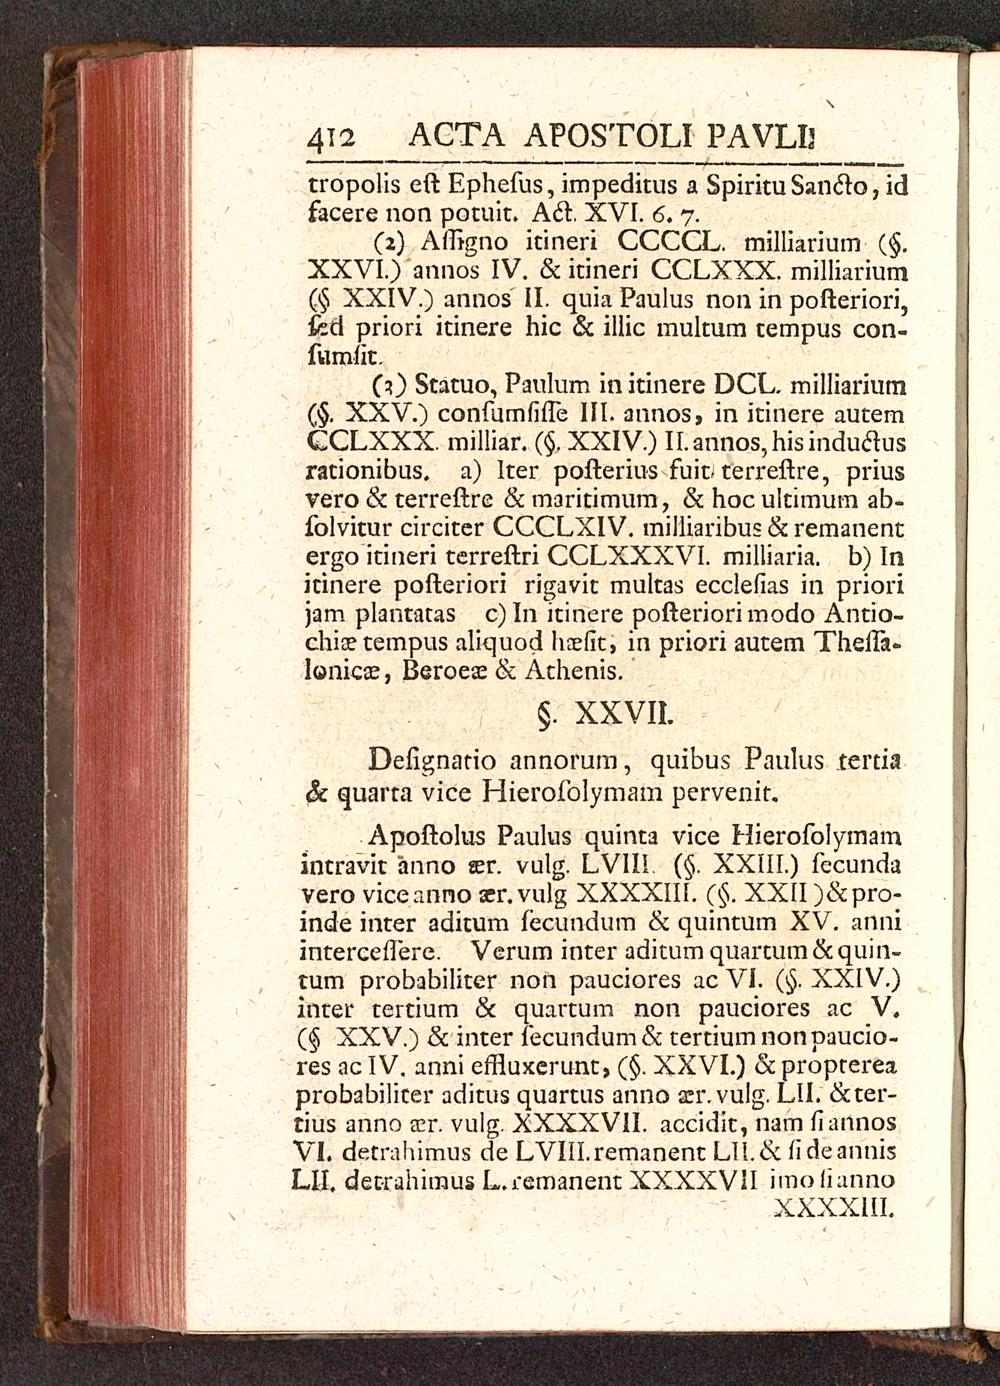 412 ACTA APOSTOLI PAVLI
tropolis eſt Epheſus, impeditus a Spiritu Sancto, id
facere non potuit. Act. XVI. 6. 7.
(2) Aſſigno itineri CCCCL. milliarium (§.
XXVI.) annos IV. & itineri CCLXXX. milliarium
(§ XXIV.) annos II. quia Paulus non in poſteriori,
ſed priori itinere hic & illic multum tempus con-
ſumſit.
(3) Statuo, Paulum in itinere DCL. milliarium
(§. XXV.) conſumſiſſe III. annos, in itinere autem
CCLXXX. milliar. (§. XXIV.) II. annos, his inductus
rationibus. a) Iter poſterius fuit terreſtre, prius
vero & terreſtre & maritimum, & hoc ultimum ab-
ſolvitur circiter CCCLXIV. milliaribus & remanent
ergo itineri terreſtri CCLXXXVI. milliaria. b) In
itinere poſteriori rigavit multas eccleſias in priori
jam plantatas c) In itinere poſteriori modo Antio-
chiæ tempus aliquod hæſit, in priori autem Theſſa-
lonicæ, Beroeæ & Athenis.
§. XXVII.
Deſignatio annorum, quibus Paulus tertia
& quarta vice Hieroſolymam pervenit.
Apoſtolus Paulus quinta vice Hieroſolymam
intravit anno ær. vulg. LVIII. (§. XXIII.) ſecunda
vero vice anno ær. vulg XXXXIII. (§. XXII) & pro-
inde inter aditum ſecundum & quintum XV. anni
interceſſere. Verum inter aditum quartum & quin-
tum probabiliter non pauciores ac VI. (§. XXIV.)
inter tertium & quartum non pauciores ac V.
(§ XXV.) & inter ſecundum & tertium non paucio-
res ac IV. anni effluxerunt, (§. XXVI.) & propterea
probabiliter aditus quartus anno ær. vulg. LII. & ter-
tius anno ær. vulg. XXXXVII. accidit, nam ſi annos
VI. detrahimus de LVIII. remanent LII. & ſi de annis
LII. detrahimus L. remanent XXXXVII imo ſi anno
XXXXIII.